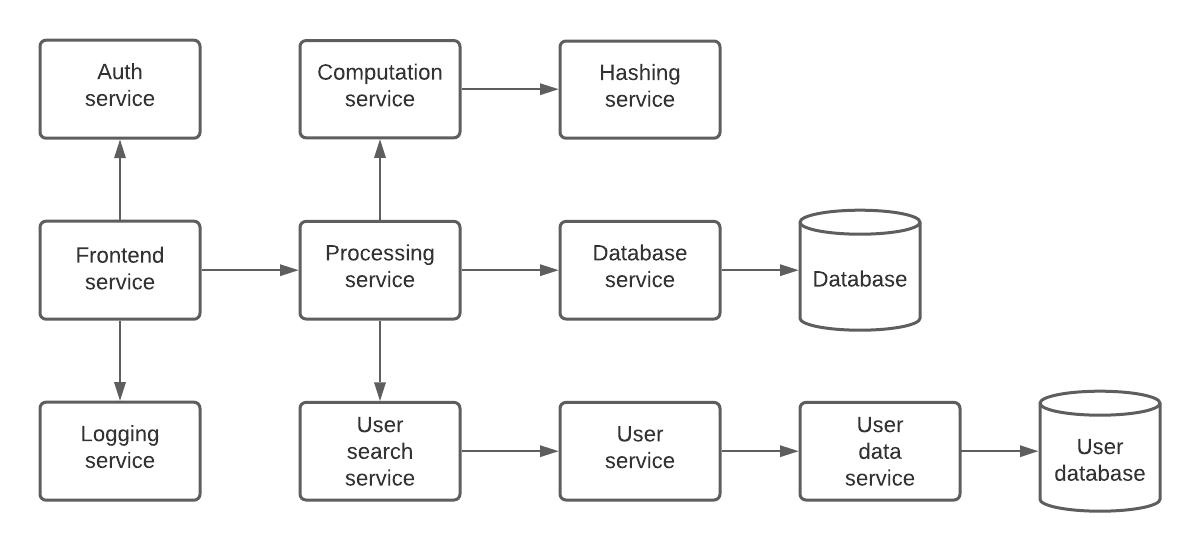 Auth
service
Computation
service
Hashing
service
Frontend
service
Processing
service
Database
service
Database
Logging
service
User
search
service
User
service
User
data
service
User
database